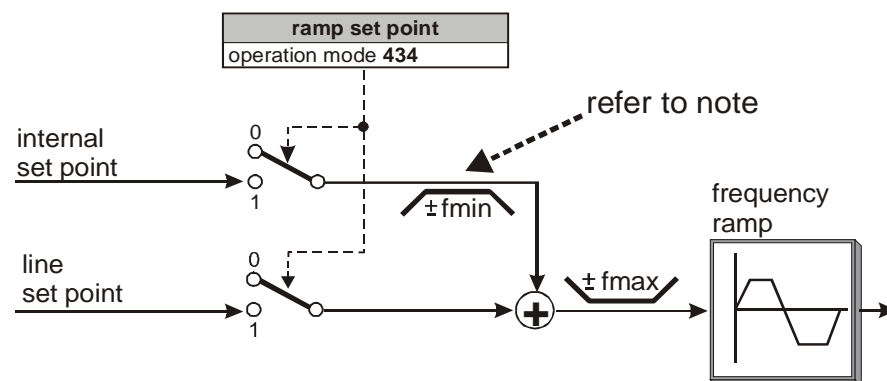 ramp set point
operation mode 434
refer to note
internal
set point
0
1
± fmin
frequency
ramp
line
set point
0
1
± fmax
+